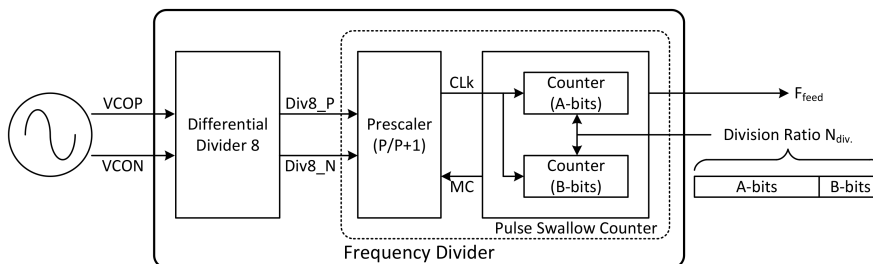 VCOP
VCON
Differential
Divider 8
Div8_P
Div8_N
Prescaler
(P/P+1)
CLk
MC
Counter
(A-bits)
Counter
(B-bits)
Pulse Swallow Counter
Frequency Divider
Ffeed
Division Ratio Ndiv.
A-bits
B-bits